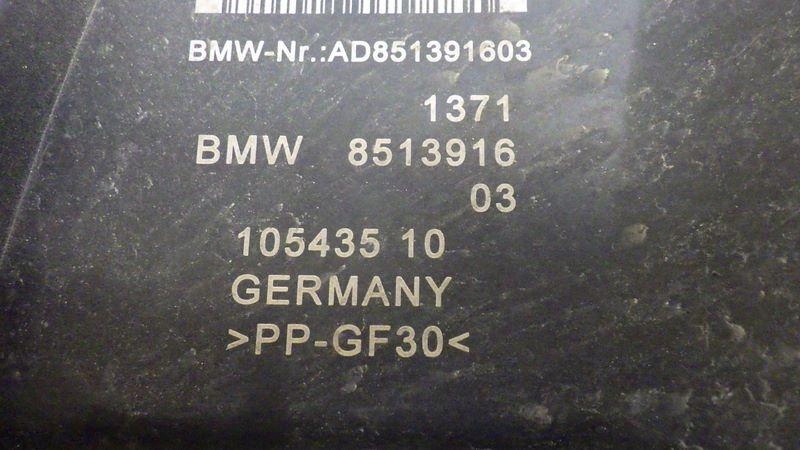 BMW-Nr.:AD851391603
1371
BMW 8513916
03
105435 10
GERMANY
>PP-GF30<